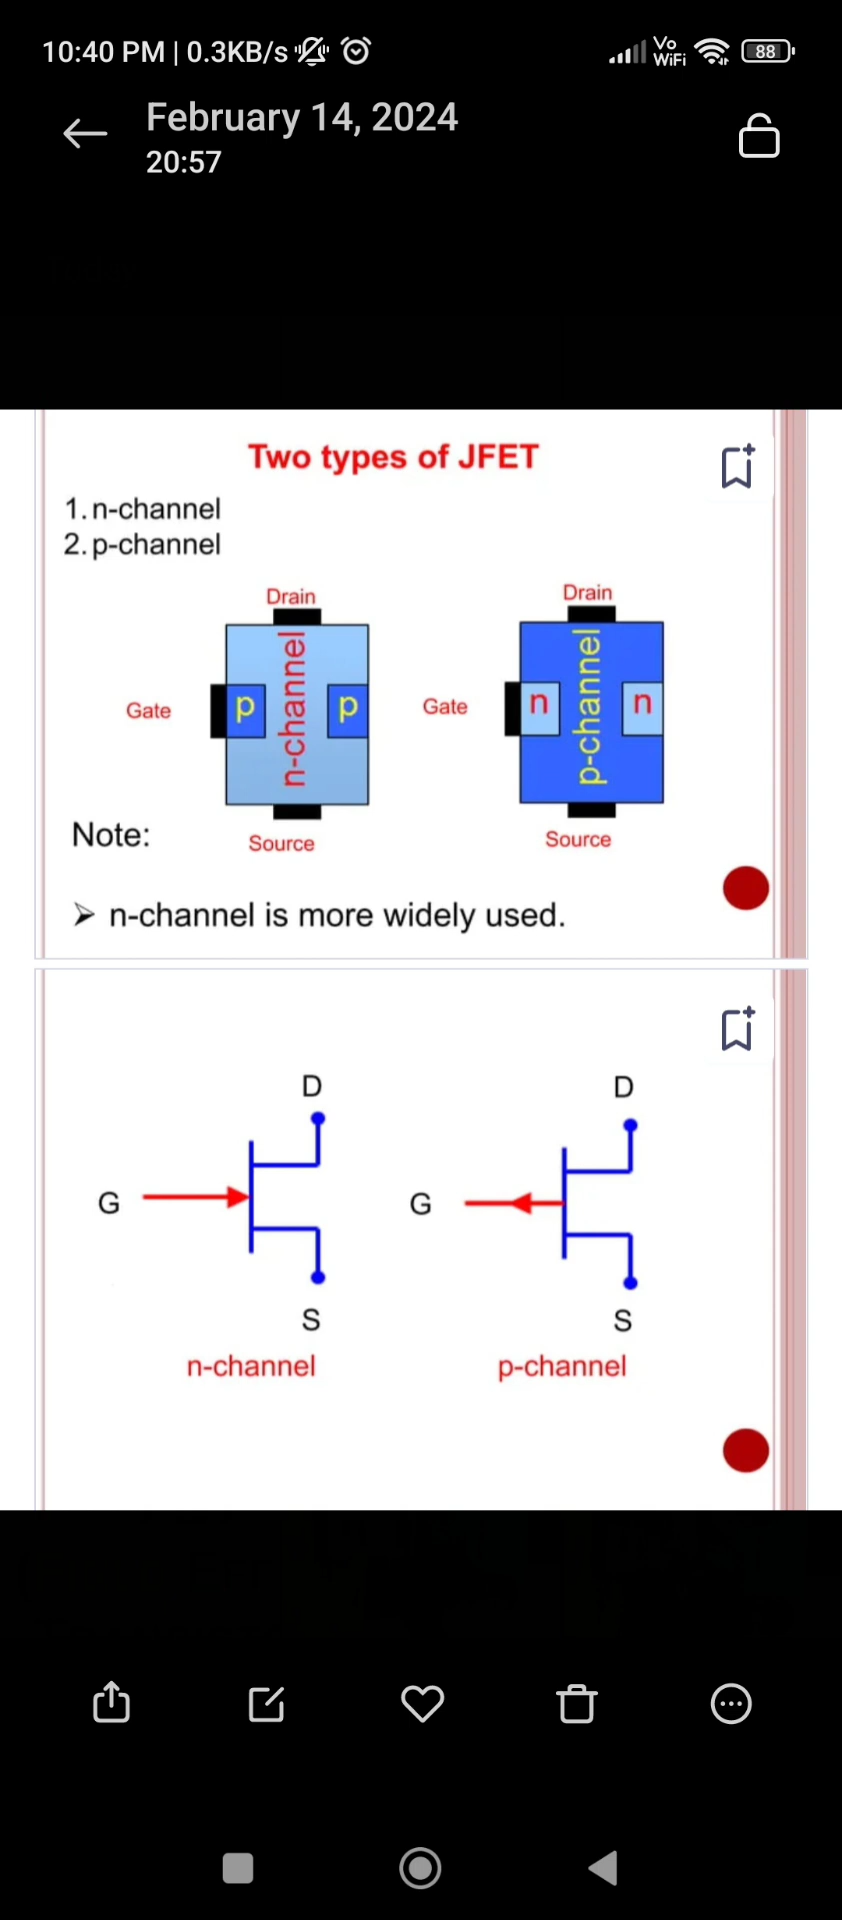 10:40 PM | 0.3KB/s Vo WiFi 88
February 14, 2024
20:57
Two types of JFET
1. n-channel
2. p-channel
Drain Drain
Gate p n-channel p Gate n p-channel n
Source Source
Note:
➢ n-channel is more widely used.
D D
G G
S S
n-channel p-channel